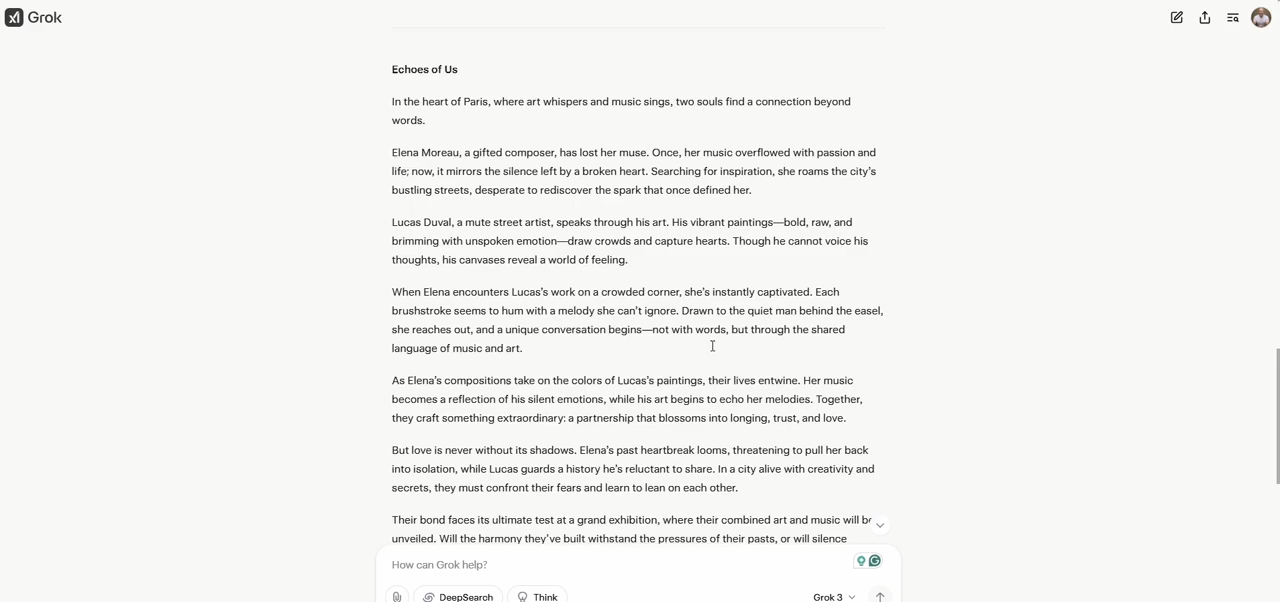 Grok
Echoes of Us
In the heart of Paris, where art whispers and music sings, two souls find a connection beyond
words.
Elena Moreau, a gifted composer, has lost her muse. Once, her music overflowed with passion and
life; now, it mirrors the silence left by a broken heart. Searching for inspiration, she roams the city's
bustling streets, desperate to rediscover the spark that once defined her.
Lucas Duval, a mute street artist, speaks through his art. His vibrant paintings—bold, raw, and
brimming with unspoken emotion—draw crowds and capture hearts. Though he cannot voice his
thoughts, his canvases reveal a world of feeling.
When Elena encounters Lucas's work on a crowded corner, she's instantly captivated. Each
brushstroke seems to hum with a melody she can't ignore. Drawn to the quiet man behind the easel,
she reaches out, and a unique conversation begins—not with words, but through the shared
language of music and art.
As Elena's compositions take on the colors of Lucas's paintings, their lives entwine. Her music
becomes a reflection of his silent emotions, while his art begins to echo her melodies. Together,
they craft something extraordinary: a partnership that blossoms into longing, trust, and love.
But love is never without its shadows. Elena's past heartbreak looms, threatening to pull her back
into isolation, while Lucas guards a history he's reluctant to share. In a city alive with creativity and
secrets, they must confront their fears and learn to lean on each other.
Their bond faces its ultimate test at a grand exhibition, where their combined art and music will be
unveiled. Will the harmony they've built withstand the pressures of their pasts, or will silence
How can Grok help?
DeepSearch
Think
Grok 3